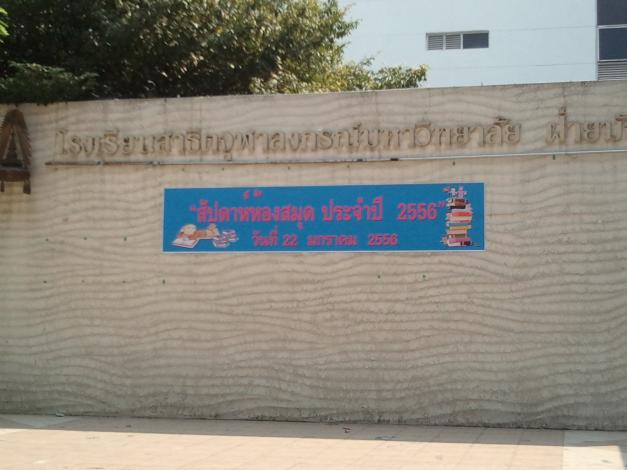 โรงเรียนสาธิตจุฬาลงกรณ์มหาวิทยาลัย ฝ่าย
"สัปดาห์ห้องสมุด ประจำปี 2556"
วันที่ 22 มกราคม 2556